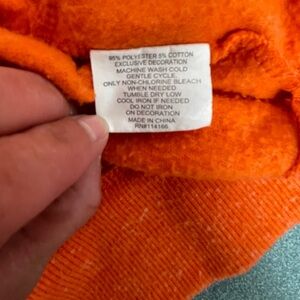 95% POLYESTER 5% COTTON
EXCLUSIVE DECORATION
MACHINE WASH COLD
GENTLE CYCLE,
ONLY NON-CHLORINE BLEACH
WHEN NEEDED
TUMBLE DRY LOW
COOL IRON IF NEEDED
DO NOT IRON
ON DECORATION
MADE IN CHINA
RN#114166